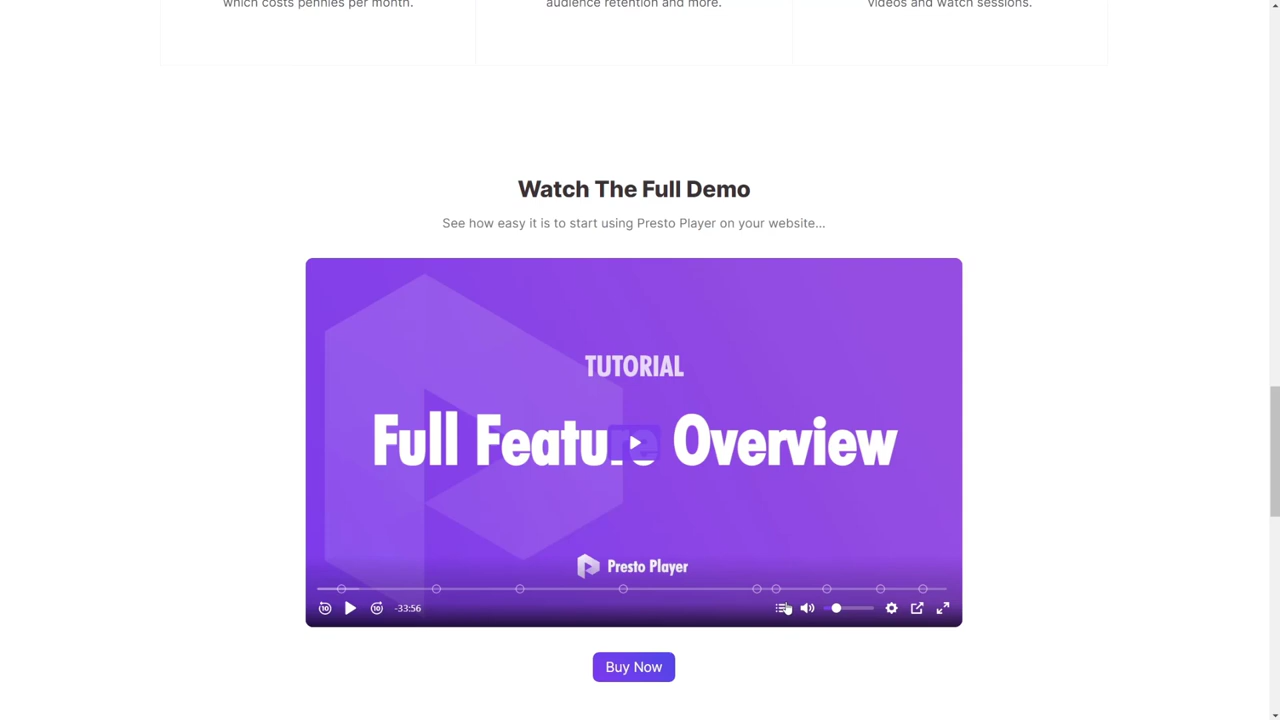 which costs pennies per month.
audience retention and more.
videos and watch sessions.
Watch The Full Demo
See how easy it is to start using Presto Player on your website...
TUTORIAL
Full Feature Overview
Presto Player
10
10
-33:56
Buy Now